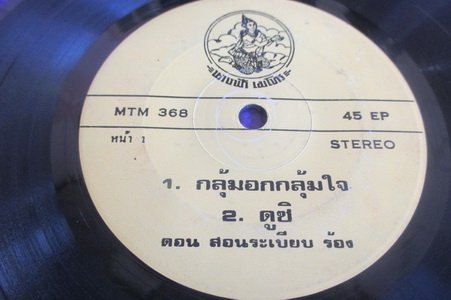 MTM 368
45 EP
หน้า 1
STEREO
1. กลุ้มอกกลุ้มใจ
2. ดูซิ
ดอน สอนระเบียบ ร้อง